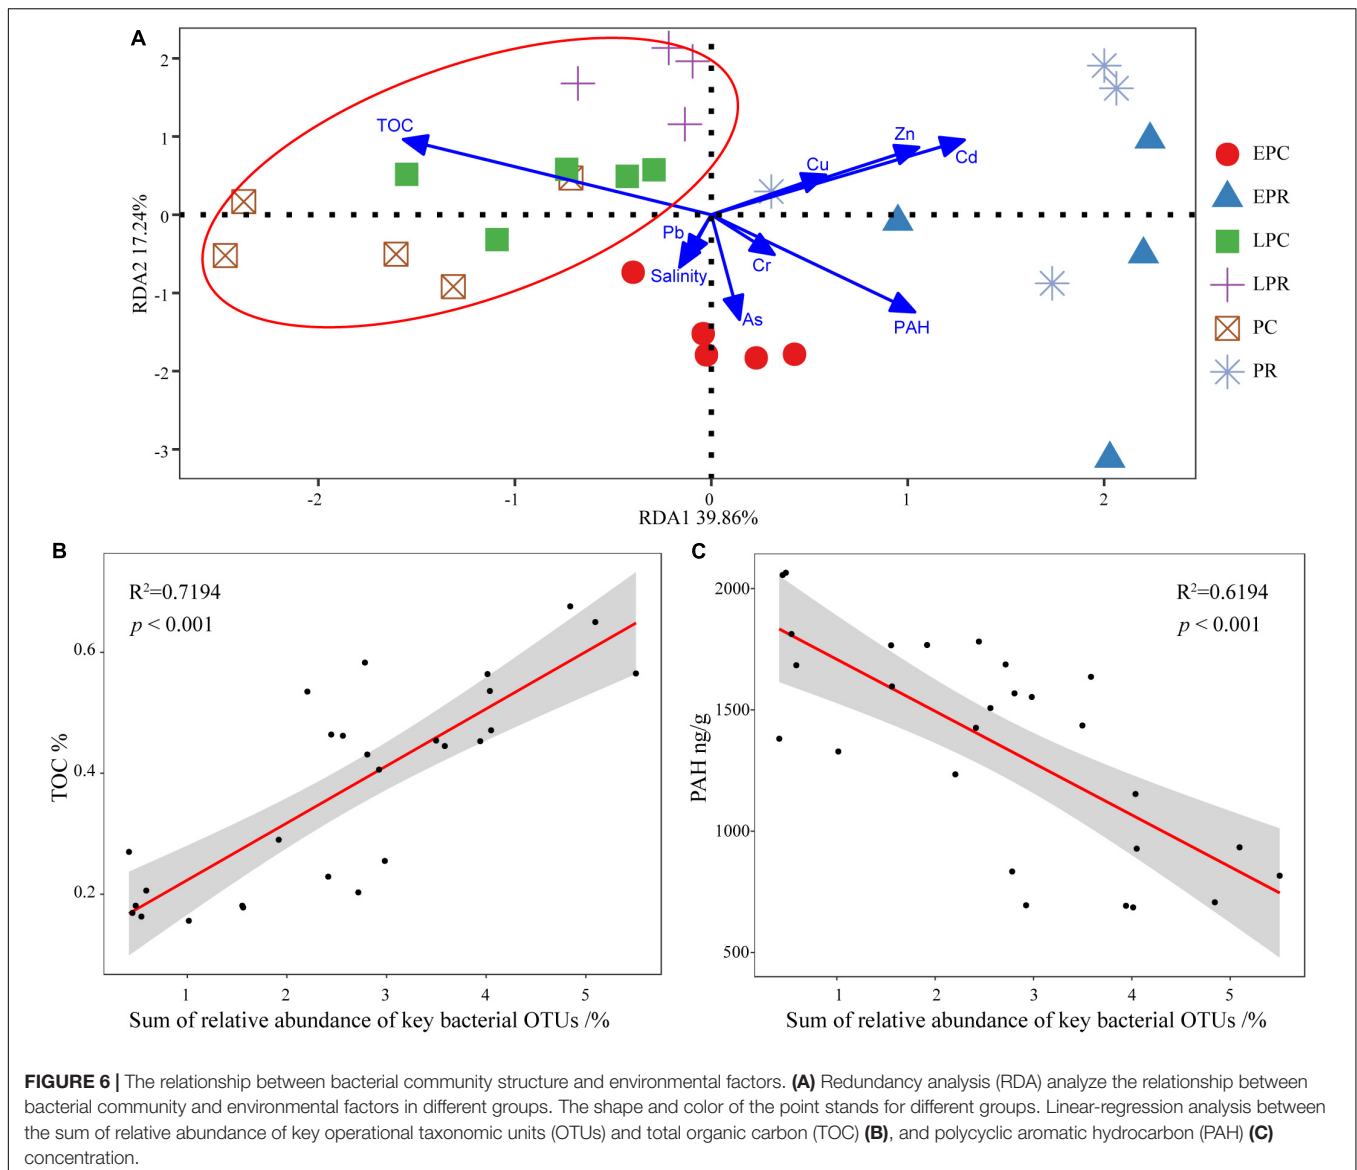 A
2
1
0
-1
-2
-3
RDA2 17.24%
TOC
Zn
Cd
Cu
Pb
Salinity
Cr
As
PAH
-2
-1
0
1
2
RDA1 39.86%
EPC
EPR
LPC
LPR
PC
PR
B
R²=0.7194
p < 0.001
0.6
0.4
0.2
TOC %
1
2
3
4
5
Sum of relative abundance of key bacterial OTUs /%
C
R²=0.6194
p < 0.001
2000
1500
1000
500
PAH ng/g
1
2
3
4
5
Sum of relative abundance of key bacterial OTUs /%
FIGURE 6 | The relationship between bacterial community structure and environmental factors. (A) Redundancy analysis (RDA) analyze the relationship between
bacterial community and environmental factors in different groups. The shape and color of the point stands for different groups. Linear-regression analysis between
the sum of relative abundance of key operational taxonomic units (OTUs) and total organic carbon (TOC) (B), and polycyclic aromatic hydrocarbon (PAH) (C)
concentration.